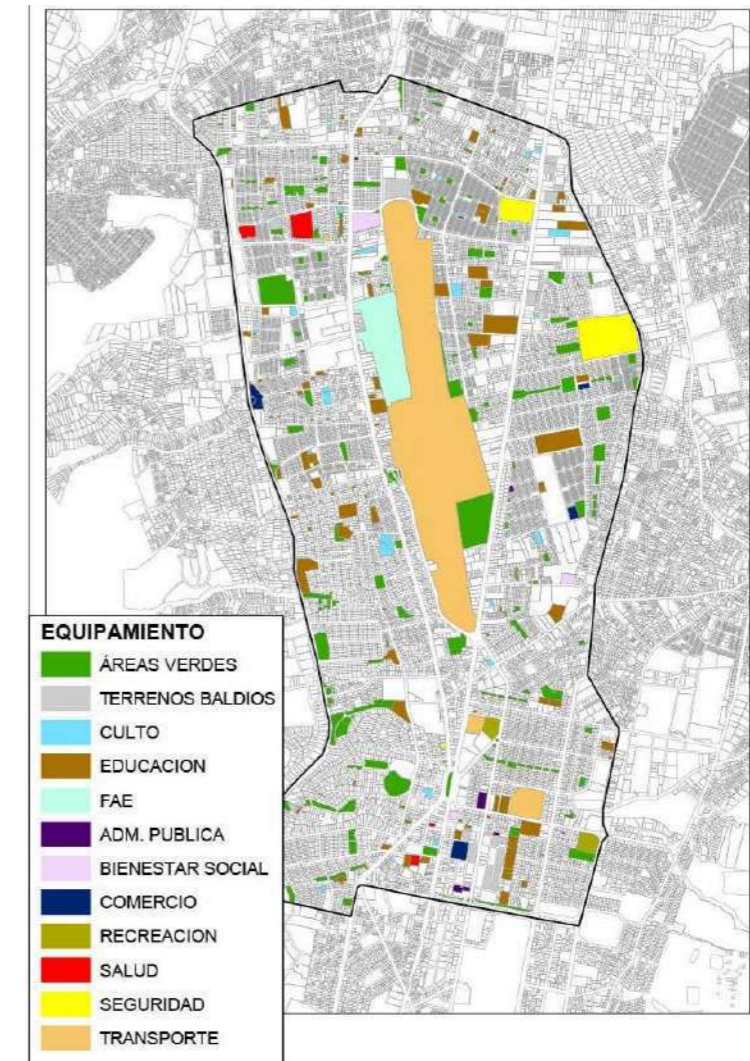 EQUIPAMIENTO
ÁREAS VERDES
TERRENOS BALDIOS
CULTO
EDUCACION
FAE
ADM. PUBLICA
BIENESTAR SOCIAL
COMERCIO
RECREACION
SALUD
SEGURIDAD
TRANSPORTE